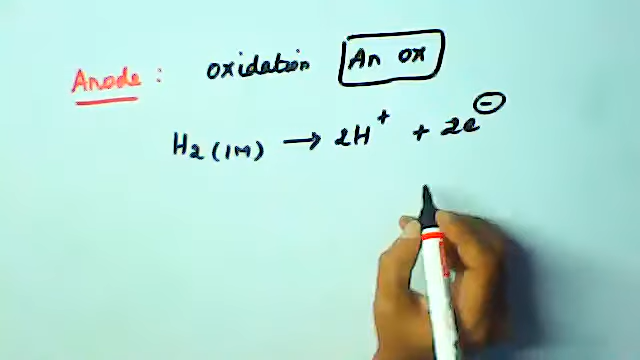 Anode : oxidation An ox
H₂ (1M) → 2H⁺ + 2e⁻